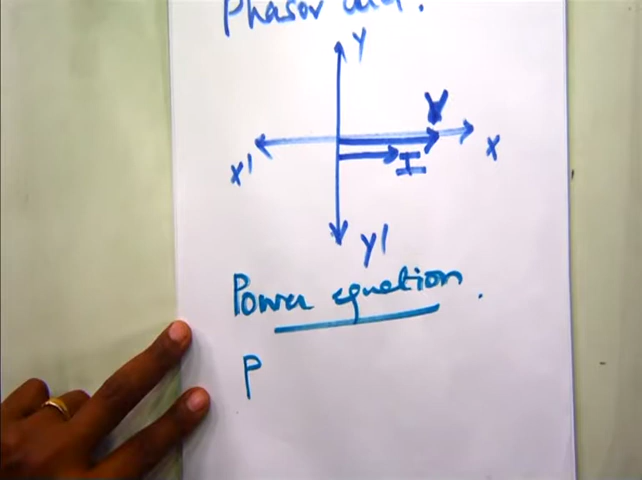 Phasor
Y
V
X' I X
Y'
Power equation.
P